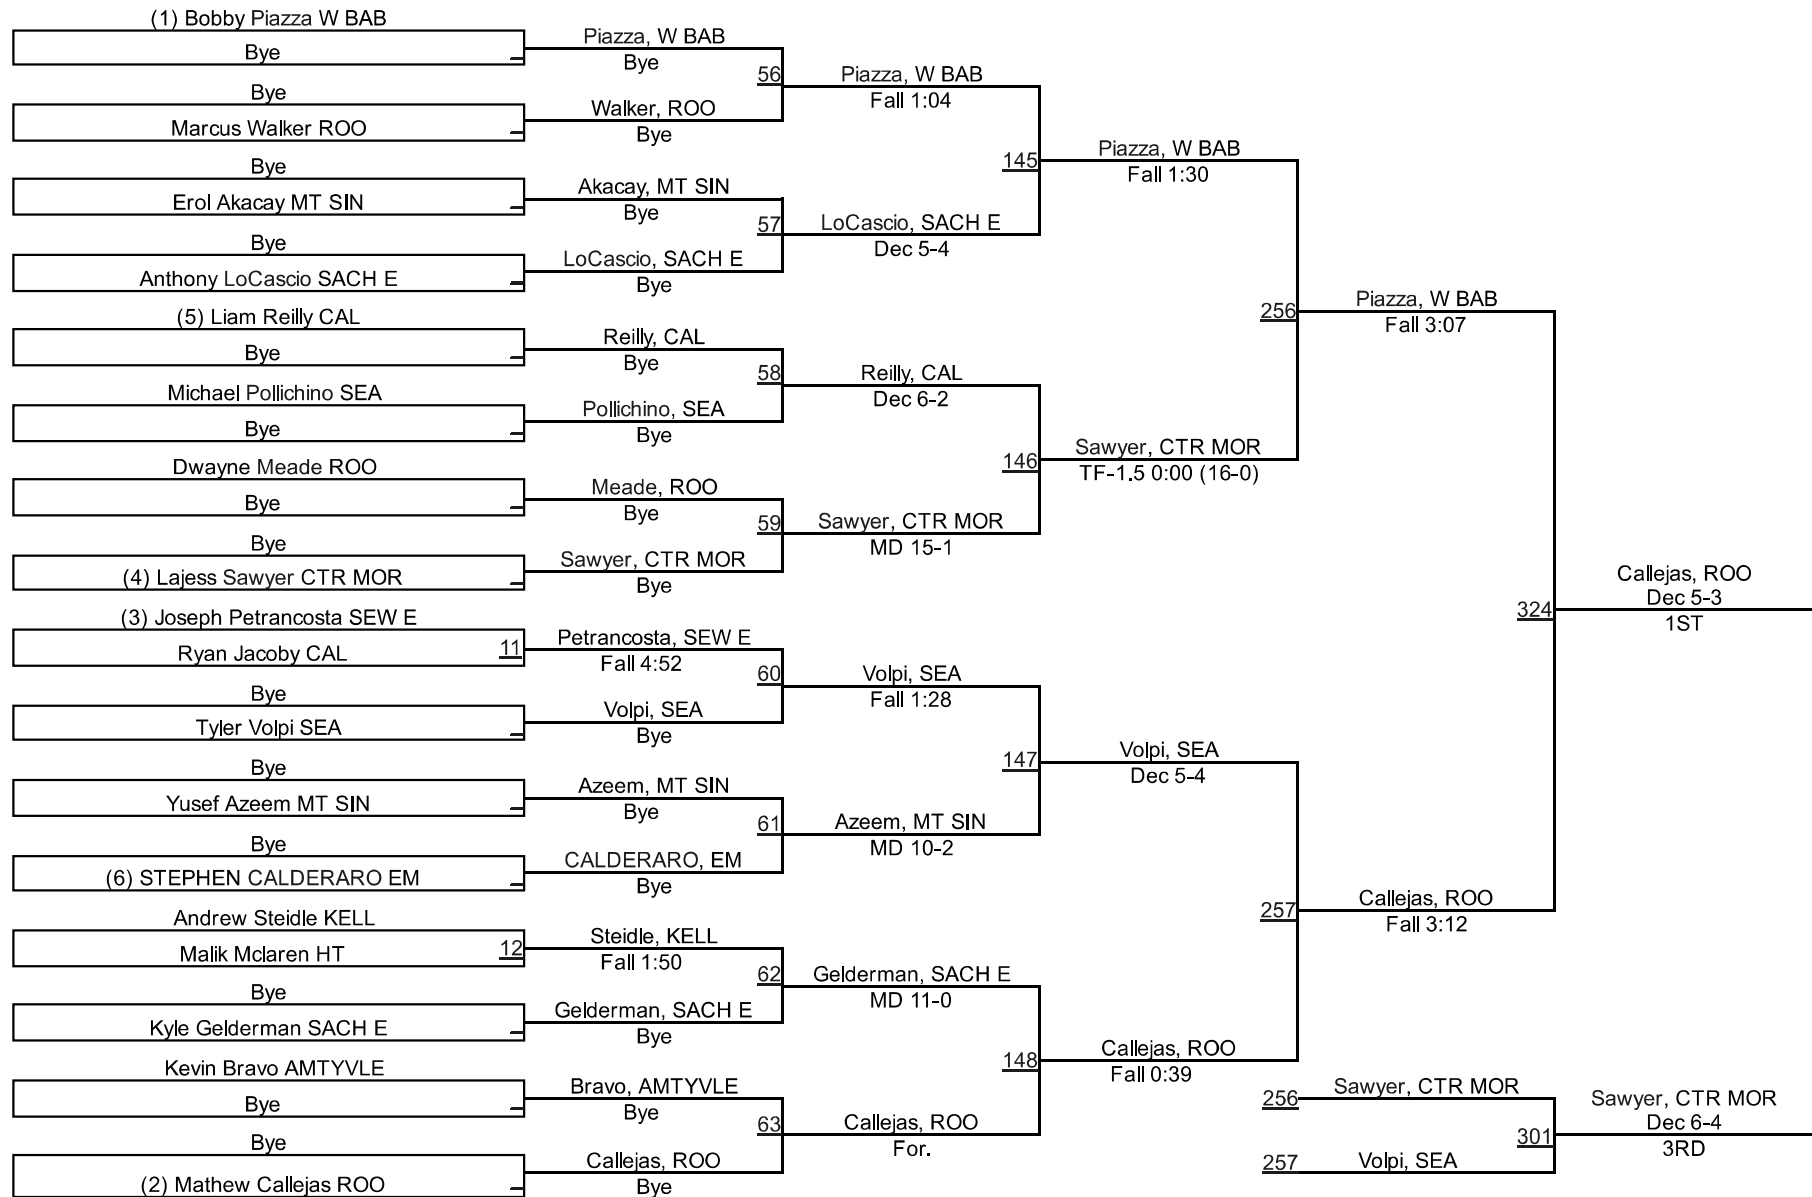 (1) Bobby Piazza W BAB
Bye
Bye
Marcus Walker ROO
Bye
Erol Akacay MT SIN
Bye
Anthony LoCascio SACH E
(5) Liam Reilly CAL
Bye
Michael Pollichino SEA
Bye
Dwayne Meade ROO
Bye
Bye
(4) Lajess Sawyer CTR MOR
(3) Joseph Petrancosta SEW E
Ryan Jacoby CAL 11
Bye
Tyler Volpi SEA
Bye
Yusef Azeem MT SIN
Bye
(6) STEPHEN CALDERARO EM
Andrew Steidle KELL
Malik Mclaren HT 12
Bye
Kyle Gelderman SACH E
Kevin Bravo AMTYVLE
Bye
Bye
(2) Mathew Callejas ROO
Piazza, W BAB
Bye
56
Walker, ROO
Bye
Akacay, MT SIN
Bye
57
LoCascio, SACH E
Bye
Reilly, CAL
Bye
58
Pollichino, SEA
Bye
Meade, ROO
Bye
59
Sawyer, CTR MOR
Bye
Petrancosta, SEW E
Fall 4:52
60
Volpi, SEA
Bye
Azeem, MT SIN
Bye
61
CALDERARO, EM
Bye
Steidle, KELL
Fall 1:50
62
Gelderman, SACH E
Bye
Bravo, AMTYVLE
Bye
63
Callejas, ROO
Bye
Piazza, W BAB
Fall 1:04
145
LoCascio, SACH E
Dec 5-4
Reilly, CAL
Dec 6-2
146
Sawyer, CTR MOR
MD 15-1
Volpi, SEA
Fall 1:28
147
Azeem, MT SIN
MD 10-2
Gelderman, SACH E
MD 11-0
148
Callejas, ROO
For.
Piazza, W BAB
Fall 1:30
256
Sawyer, CTR MOR
TF-1.5 0:00 (16-0)
Volpi, SEA
Dec 5-4
257
Callejas, ROO
Fall 0:39
Piazza, W BAB
Fall 3:07
324
Callejas, ROO
Fall 3:12
Callejas, ROO
Dec 5-3
1ST
256 Sawyer, CTR MOR
301
257 Volpi, SEA
Sawyer, CTR MOR
Dec 6-4
3RD